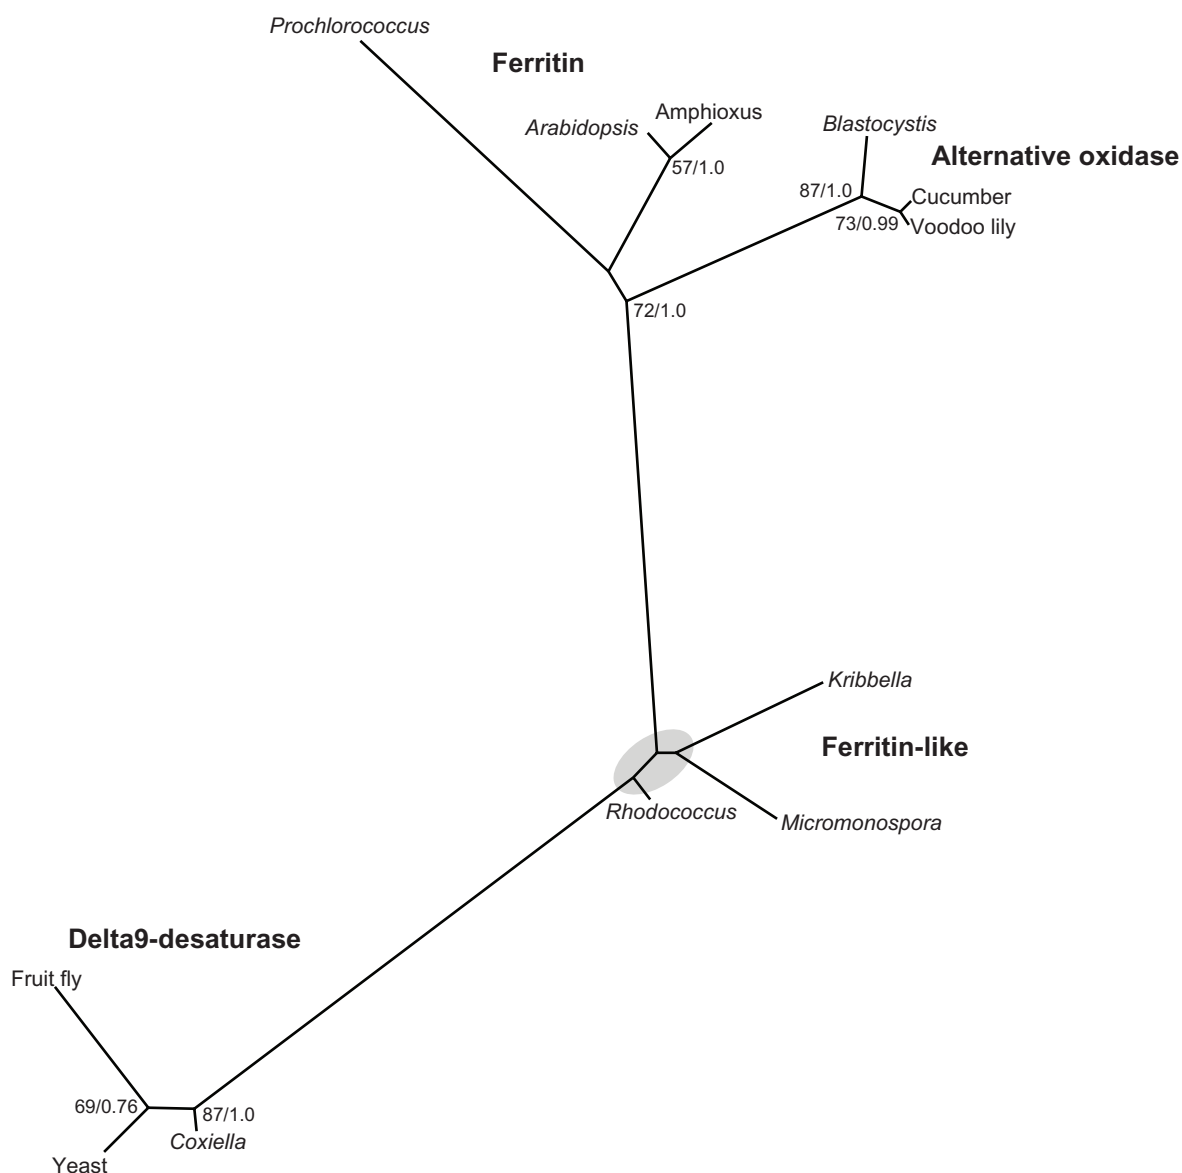 Prochlorococcus
Ferritin
Amphioxus
Arabidopsis
Blastocystis
Alternative oxidase
57/1.0
87/1.0
Cucumber
73/0.99
Voodoo lily
72/1.0
Kribbella
Ferritin-like
Rhodococcus
Micromonospora
Delta9-desaturase
Fruit fly
69/0.76
87/1.0
Coxiella
Yeast